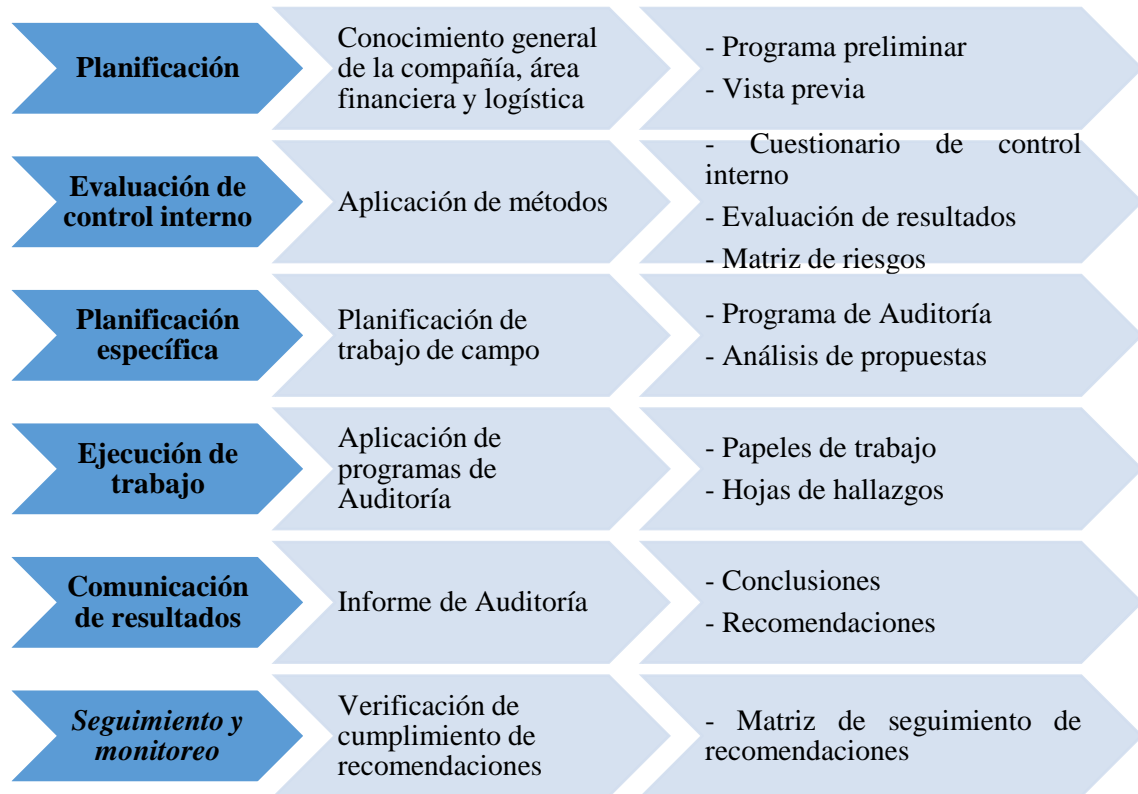 Planificación
Conocimiento general
de la compañía, área
financiera y logística
- Programa preliminar
- Vista previa
Evaluación de
control interno
Aplicación de métodos
- Cuestionario de control
interno
- Evaluación de resultados
- Matriz de riesgos
Planificación
específica
Planificación de
trabajo de campo
- Programa de Auditoría
- Análisis de propuestas
Ejecución de
trabajo
Aplicación de
programas de
Auditoría
- Papeles de trabajo
- Hojas de hallazgos
Comunicación
de resultados
Informe de Auditoría
- Conclusiones
- Recomendaciones
Seguimiento y
monitoreo
Verificación de
cumplimiento de
recomendaciones
- Matriz de seguimiento de
recomendaciones